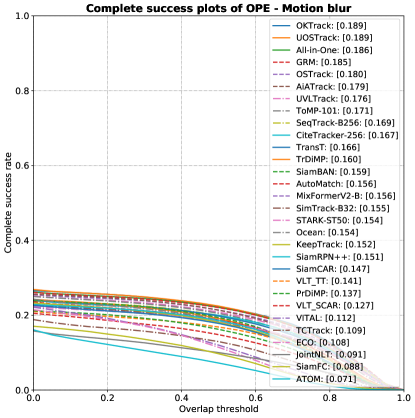 Complete success plots of OPE - Motion blur
1.0
0.8
0.6
0.4
0.2
0.0
Complete success rate
OKTrack: [0.189]
UOSTrack: [0.189]
All-in-One: [0.186]
GRM: [0.185]
OSTrack: [0.180]
AiATrack: [0.179]
UVLTrack: [0.176]
ToMP-101: [0.171]
SeqTrack-B256: [0.169]
CiteTracker-256: [0.167]
TransT: [0.166]
TrDiMP: [0.160]
SiamBAN: [0.159]
AutoMatch: [0.156]
MixFormerV2-B: [0.156]
SimTrack-B32: [0.155]
STARK-ST50: [0.154]
Ocean: [0.154]
KeepTrack: [0.152]
SiamRPN++: [0.151]
SiamCAR: [0.147]
VLT_TT: [0.141]
PrDiMP: [0.137]
VLT_SCAR: [0.127]
VITAL: [0.112]
TCTrack: [0.109]
ECO: [0.108]
JointNLT: [0.091]
SiamFC: [0.088]
ATOM: [0.071]
0.0 0.2 0.4 0.6 0.8 1.0
Overlap threshold